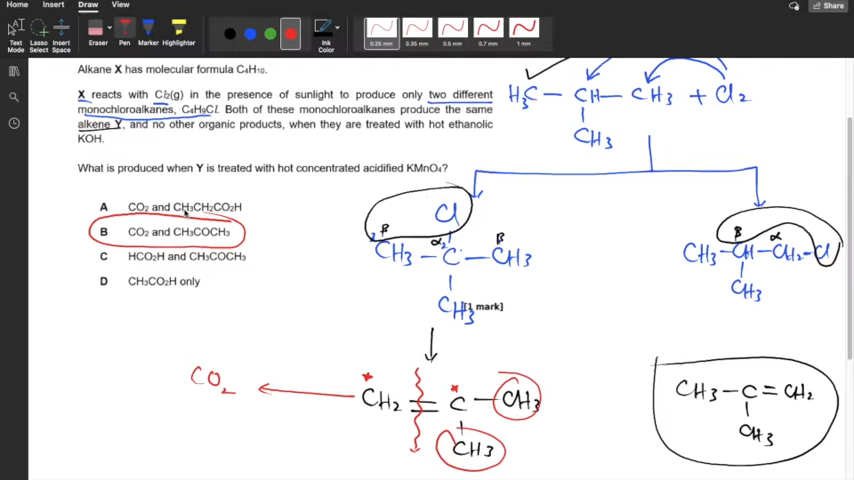 Insert
Draw
View
Share
Text Mode
Lasso Select
Insert Space
Eraser
Pen
Marker
Highlighter
Ink Color
0.25 mm
0.35 mm
0.5 mm
0.7 mm
1 mm
Alkane X has molecular formula C4H10.
X reacts with Cl2(g) in the presence of sunlight to produce only two different
monochloroalkanes, C4H9Cl. Both of these monochloroalkanes produce the same
alkene Y, and no other organic products, when they are treated with hot ethanolic
KOH.
What is produced when Y is treated with hot concentrated acidified KMnO4?
A CO2 and CH3CH2CO2H
B CO2 and CH3COCH3
C HCO2H and CH3COCH3
D CH3CO2H only
[1 mark]
H3C — CH — CH3 + Cl2
CH3
Cl
β α β
CH3 — C — CH3
CH3
β α
CH3 — CH — CH2 — Cl
CH3
CO2
* *
CH2 = C — CH3
CH3
CH3 — C = CH2
CH3